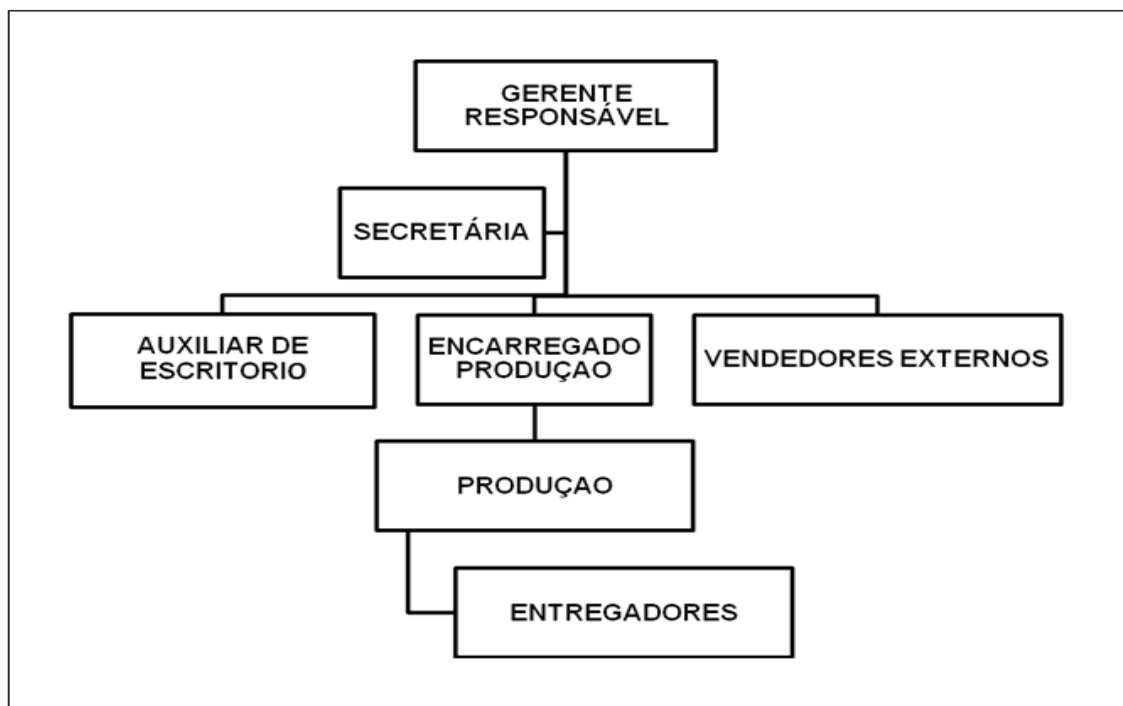 GERENTE
RESPONSÁVEL
SECRETÁRIA
AUXILIAR DE
ESCRITORIO
ENCARREGADO
PRODUÇAO
VENDEDORES EXTERNOS
PRODUÇAO
ENTREGADORES